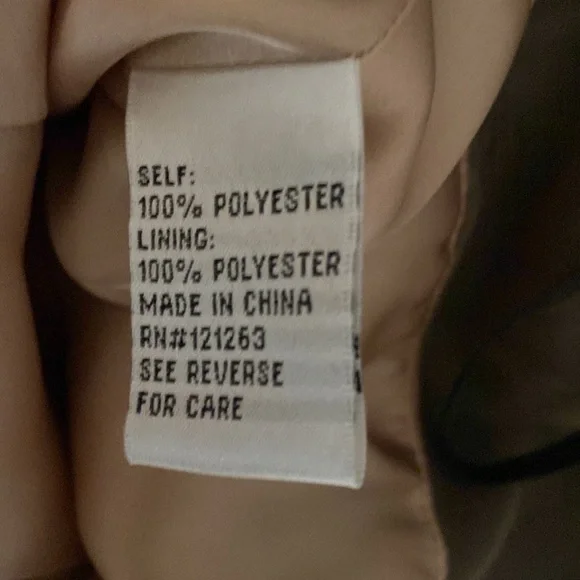 SELF:
100% POLYESTER
LINING:
100% POLYESTER
MADE IN CHINA
RN#121263
SEE REVERSE
FOR CARE